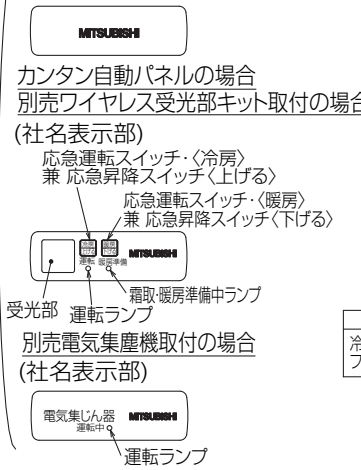 MITSUBISHI
カンタン自動パネルの場合
別売ワイヤレス受光部キット取付の場合
(社名表示部)
応急運転スイッチ・〈冷房〉
兼 応急昇降スイッチ〈上げる〉
応急運転スイッチ・〈暖房〉
兼 応急昇降スイッチ〈下げる〉
MITSUBISHI
運転 暖房準備
霜取・暖房準備中ランプ
受光部 運転ランプ
別売電気集塵機取付の場合
(社名表示部)
電気集じん器 MITSUBISHI
運転中
運転ランプ